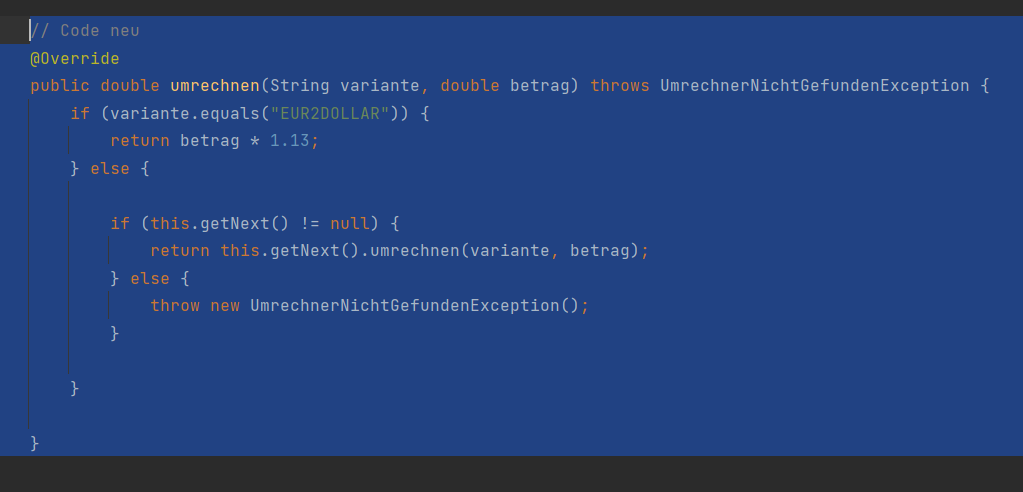 // Code neu
@Override
public double umrechnen(String variante, double betrag) throws UmrechnerNichtGefundenException {
    if (variante.equals("EUR2DOLLAR")) {
        return betrag * 1.13;
    } else {
        if (this.getNext() != null) {
            return this.getNext().umrechnen(variante, betrag);
        } else {
            throw new UmrechnerNichtGefundenException();
        }
    }
}